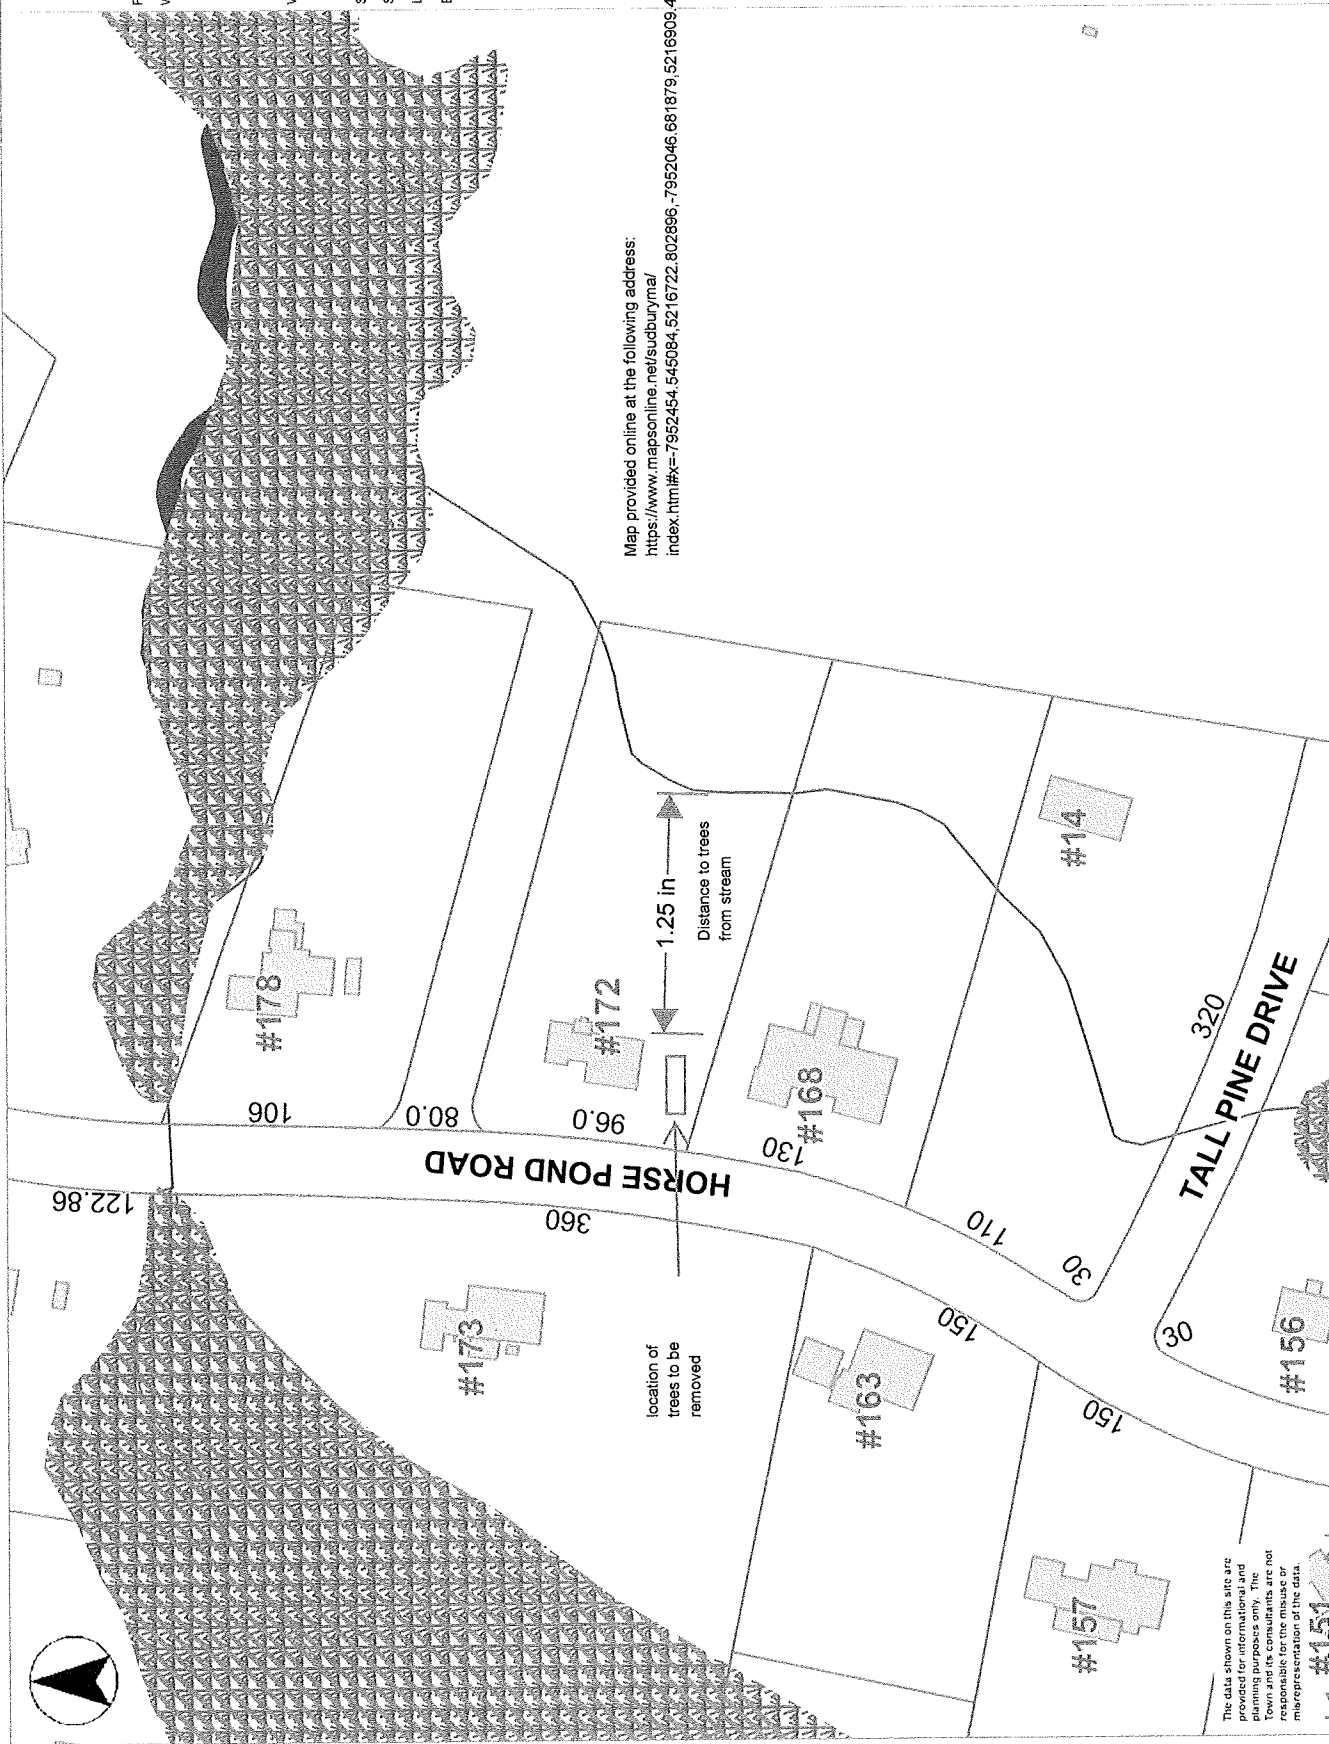 Map provided online at the following address:
https://www.mapsonline.net/sudburyma/
index.html#x=-7952454.545084,5216722.802896,-7952046.681879,5216909.4
122.86
106
#178
80.0
96.0
#172
1.25 in
Distance to trees
from stream
HORSE POND ROAD
360
#173
location of
trees to be
removed
130
#168
110
30
#14
320
TALL PINE DRIVE
150
#163
150
30
#156
#157
#151
The data shown on this site are
provided for informational and
planning purposes only. The
Town and its consultants are not
responsible for the misuse or
misrepresentation of the data.